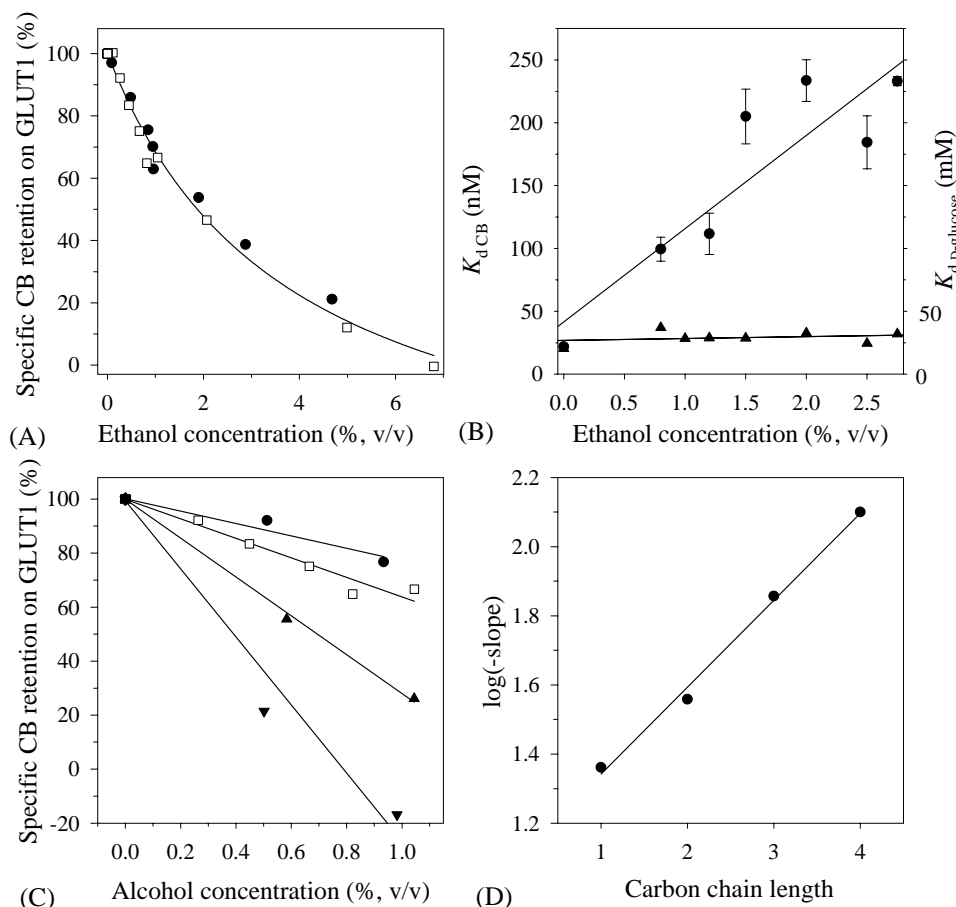 Specific CB retention on GLUT1 (%)
100
80
60
40
20
0
0 2 4 6
(A) Ethanol concentration (%, v/v)
K_d CB (nM)
250
200
150
100
50
0
50
0
K_d D-glucose (mM)
0.0 0.5 1.0 1.5 2.0 2.5
(B) Ethanol concentration (%, v/v)
Specific CB retention on GLUT1 (%)
100
80
60
40
20
0
-20
0.0 0.2 0.4 0.6 0.8 1.0
(C) Alcohol concentration (%, v/v)
log(-slope)
2.2
2.0
1.8
1.6
1.4
1.2
1 2 3 4
(D) Carbon chain length